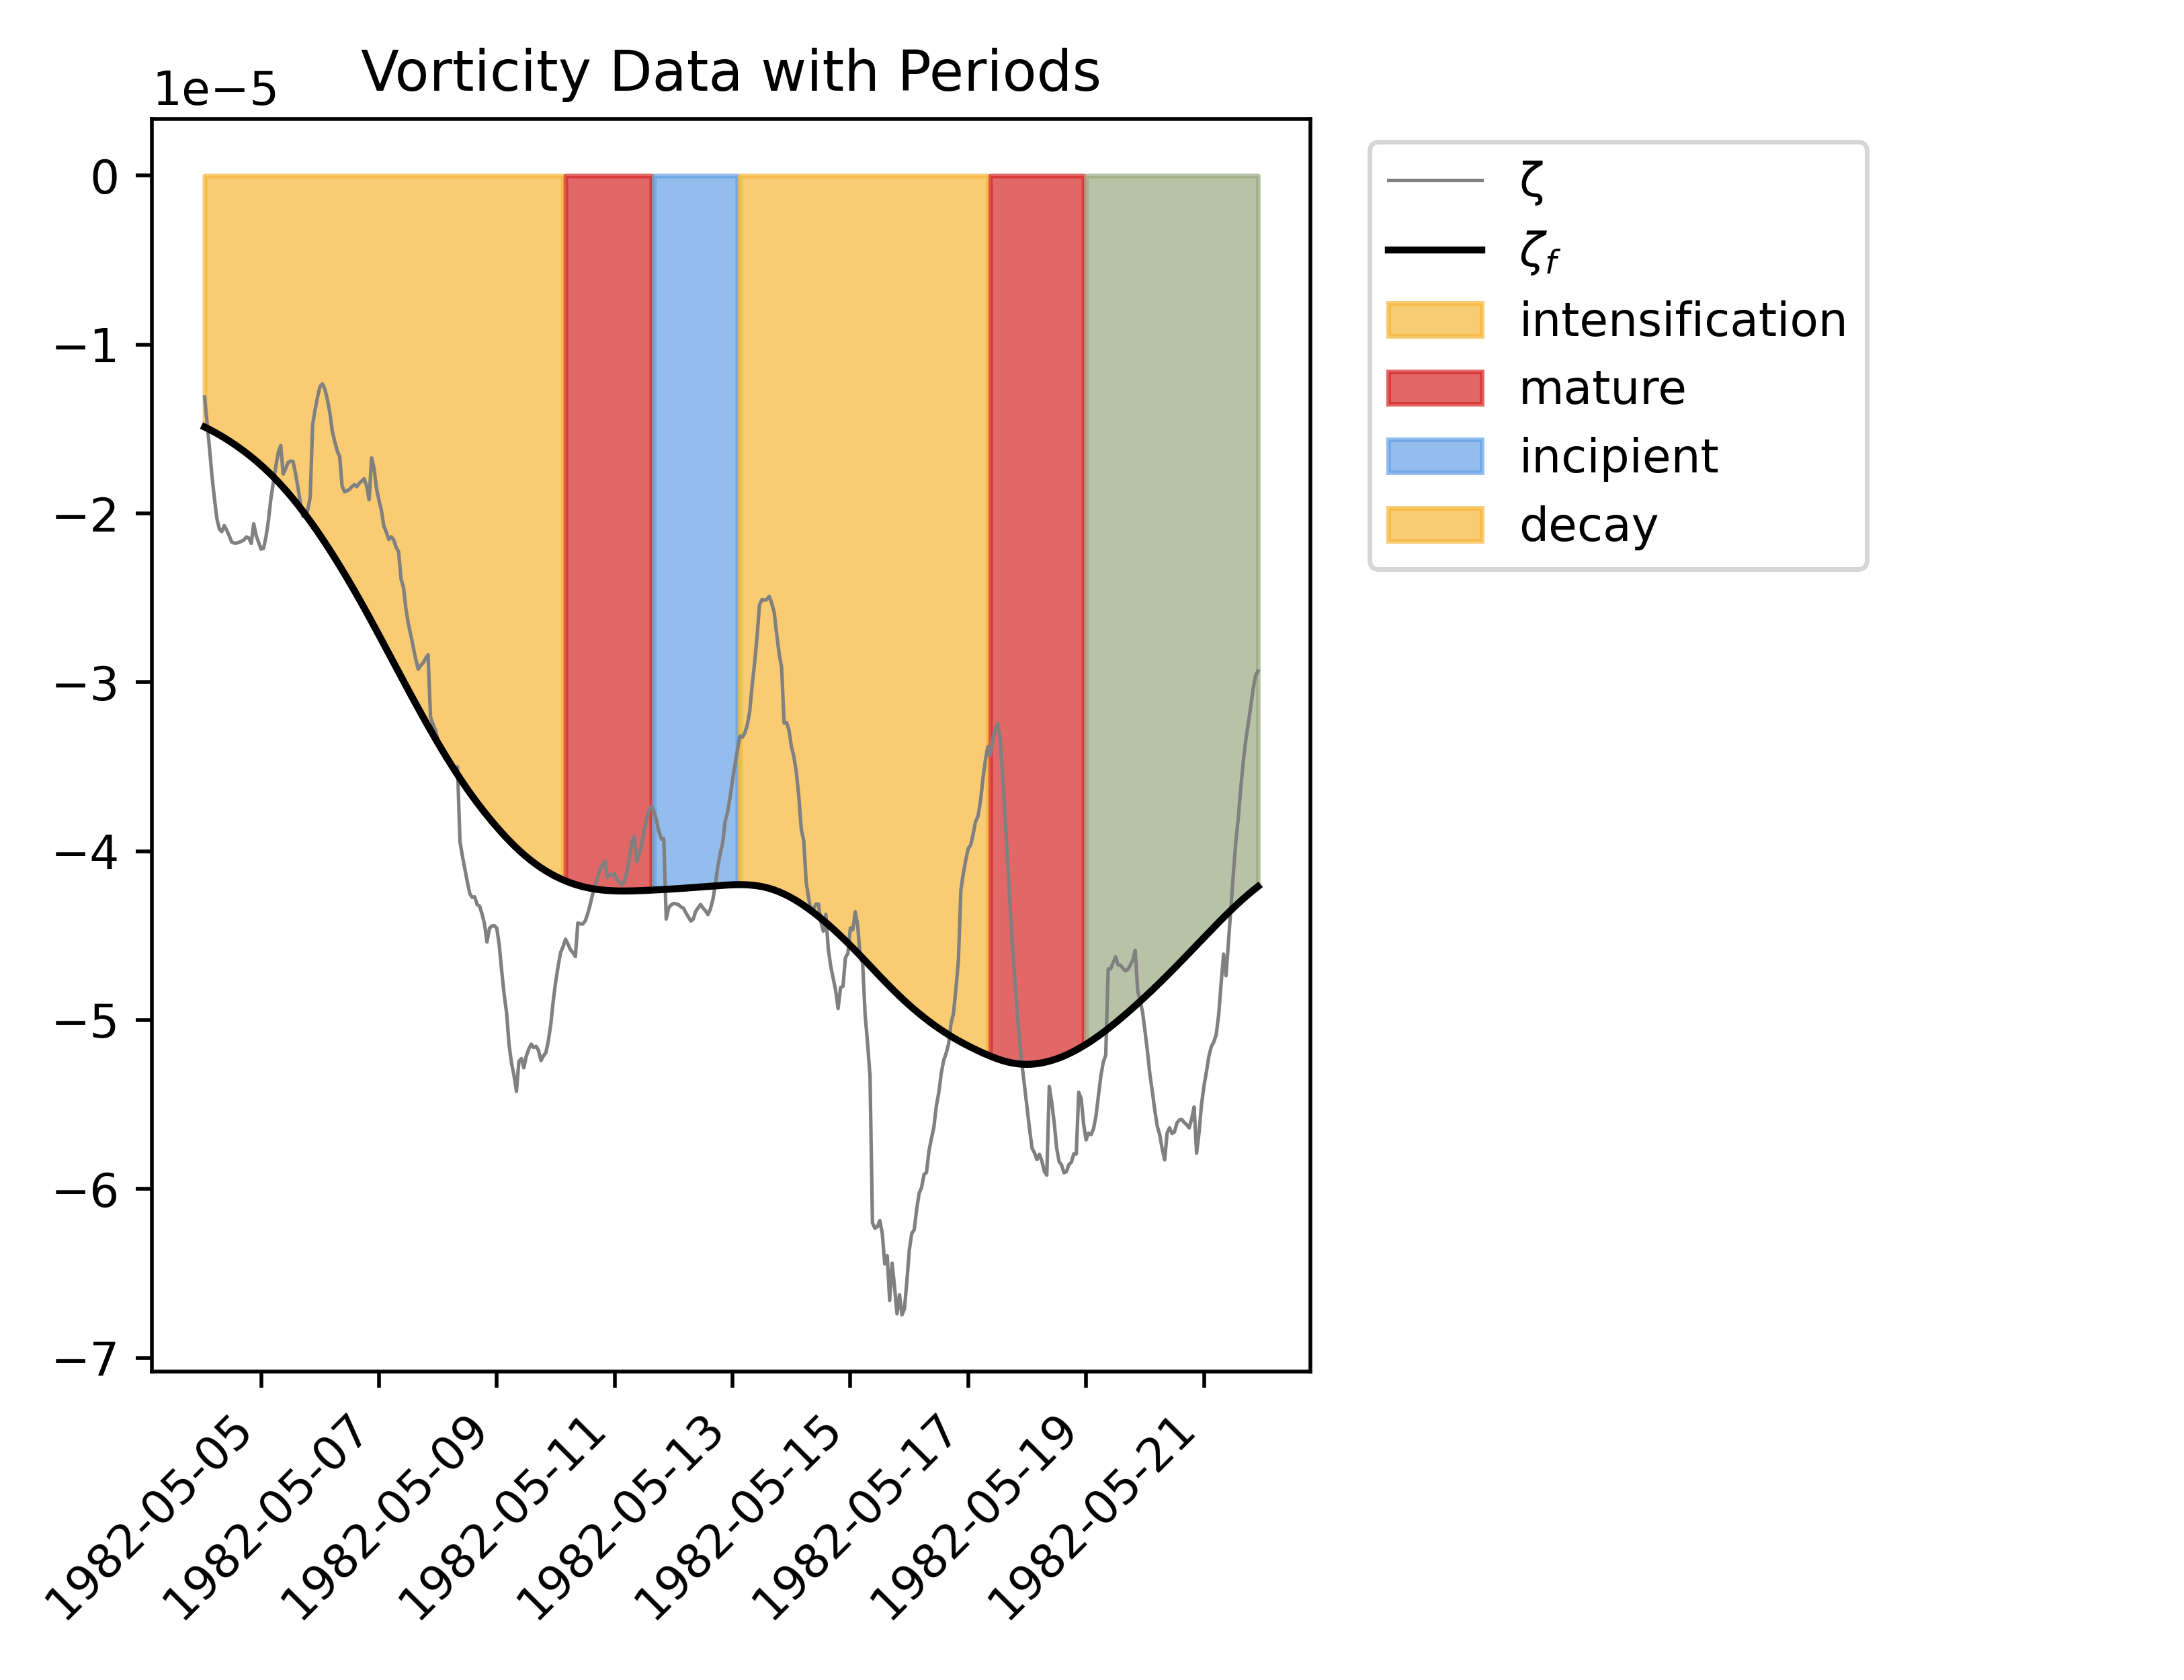 Vorticity Data with Periods
1e−5
0
−1
−2
−3
−4
−5
−6
−7
1982-05-05
1982-05-07
1982-05-09
1982-05-11
1982-05-13
1982-05-15
1982-05-17
1982-05-19
1982-05-21
ζ
ζf
intensification
mature
incipient
decay